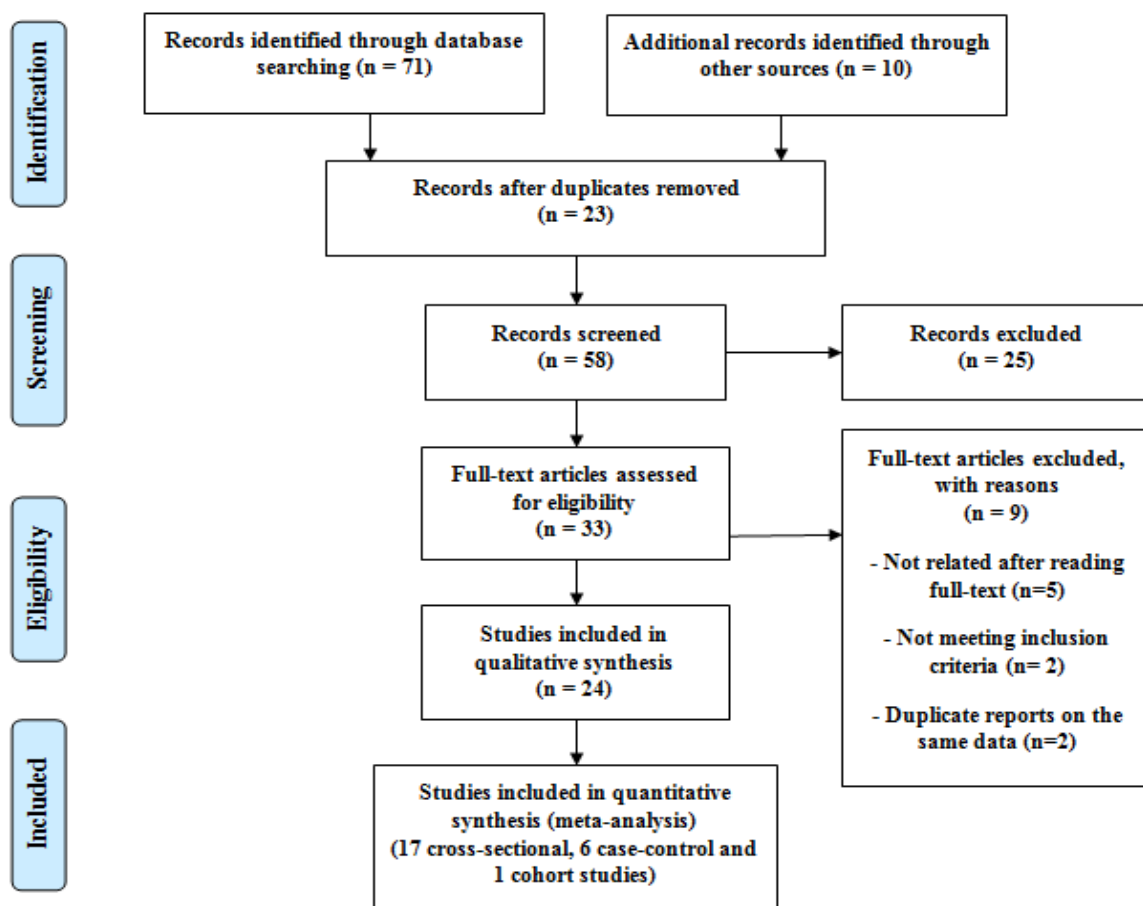 Identification
Records identified through database
searching (n = 71)
Additional records identified through
other sources (n = 10)
Records after duplicates removed
(n = 23)
Screening
Records screened
(n = 58)
Records excluded
(n = 25)
Eligibility
Full-text articles assessed
for eligibility
(n = 33)
Full-text articles excluded,
with reasons
(n = 9)
- Not related after reading
full-text (n=5)
- Not meeting inclusion
criteria (n= 2)
- Duplicate reports on the
same data (n=2)
Studies included in
qualitative synthesis
(n = 24)
Included
Studies included in quantitative
synthesis (meta-analysis)
(17 cross-sectional, 6 case-control and
1 cohort studies)